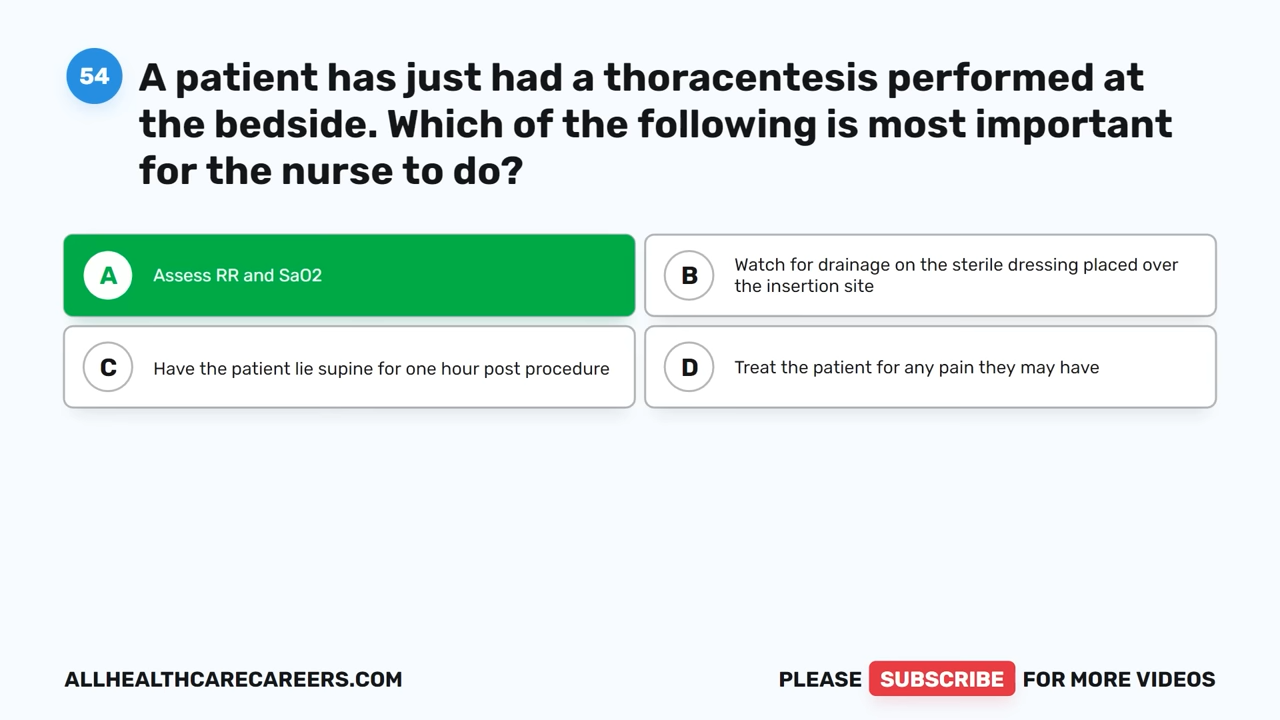 54
A patient has just had a thoracentesis performed at
the bedside. Which of the following is most important
for the nurse to do?
A
Assess RR and SaO2
B
Watch for drainage on the sterile dressing placed over
the insertion site
C
Have the patient lie supine for one hour post procedure
D
Treat the patient for any pain they may have
ALLHEALTHCARECAREERS.COM
PLEASE SUBSCRIBE FOR MORE VIDEOS